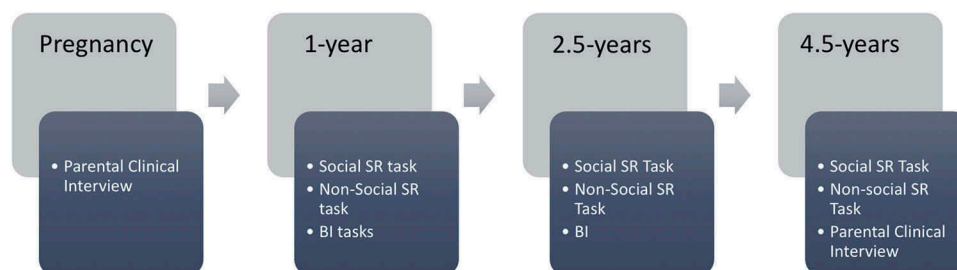 Pregnancy
• Parental Clinical
Interview
1-year
• Social SR task
• Non-Social SR
task
• BI tasks
2.5-years
• Social SR Task
• Non-Social SR
Task
• BI
4.5-years
• Social SR Task
• Non-social SR
Task
• Parental Clinical
Interview